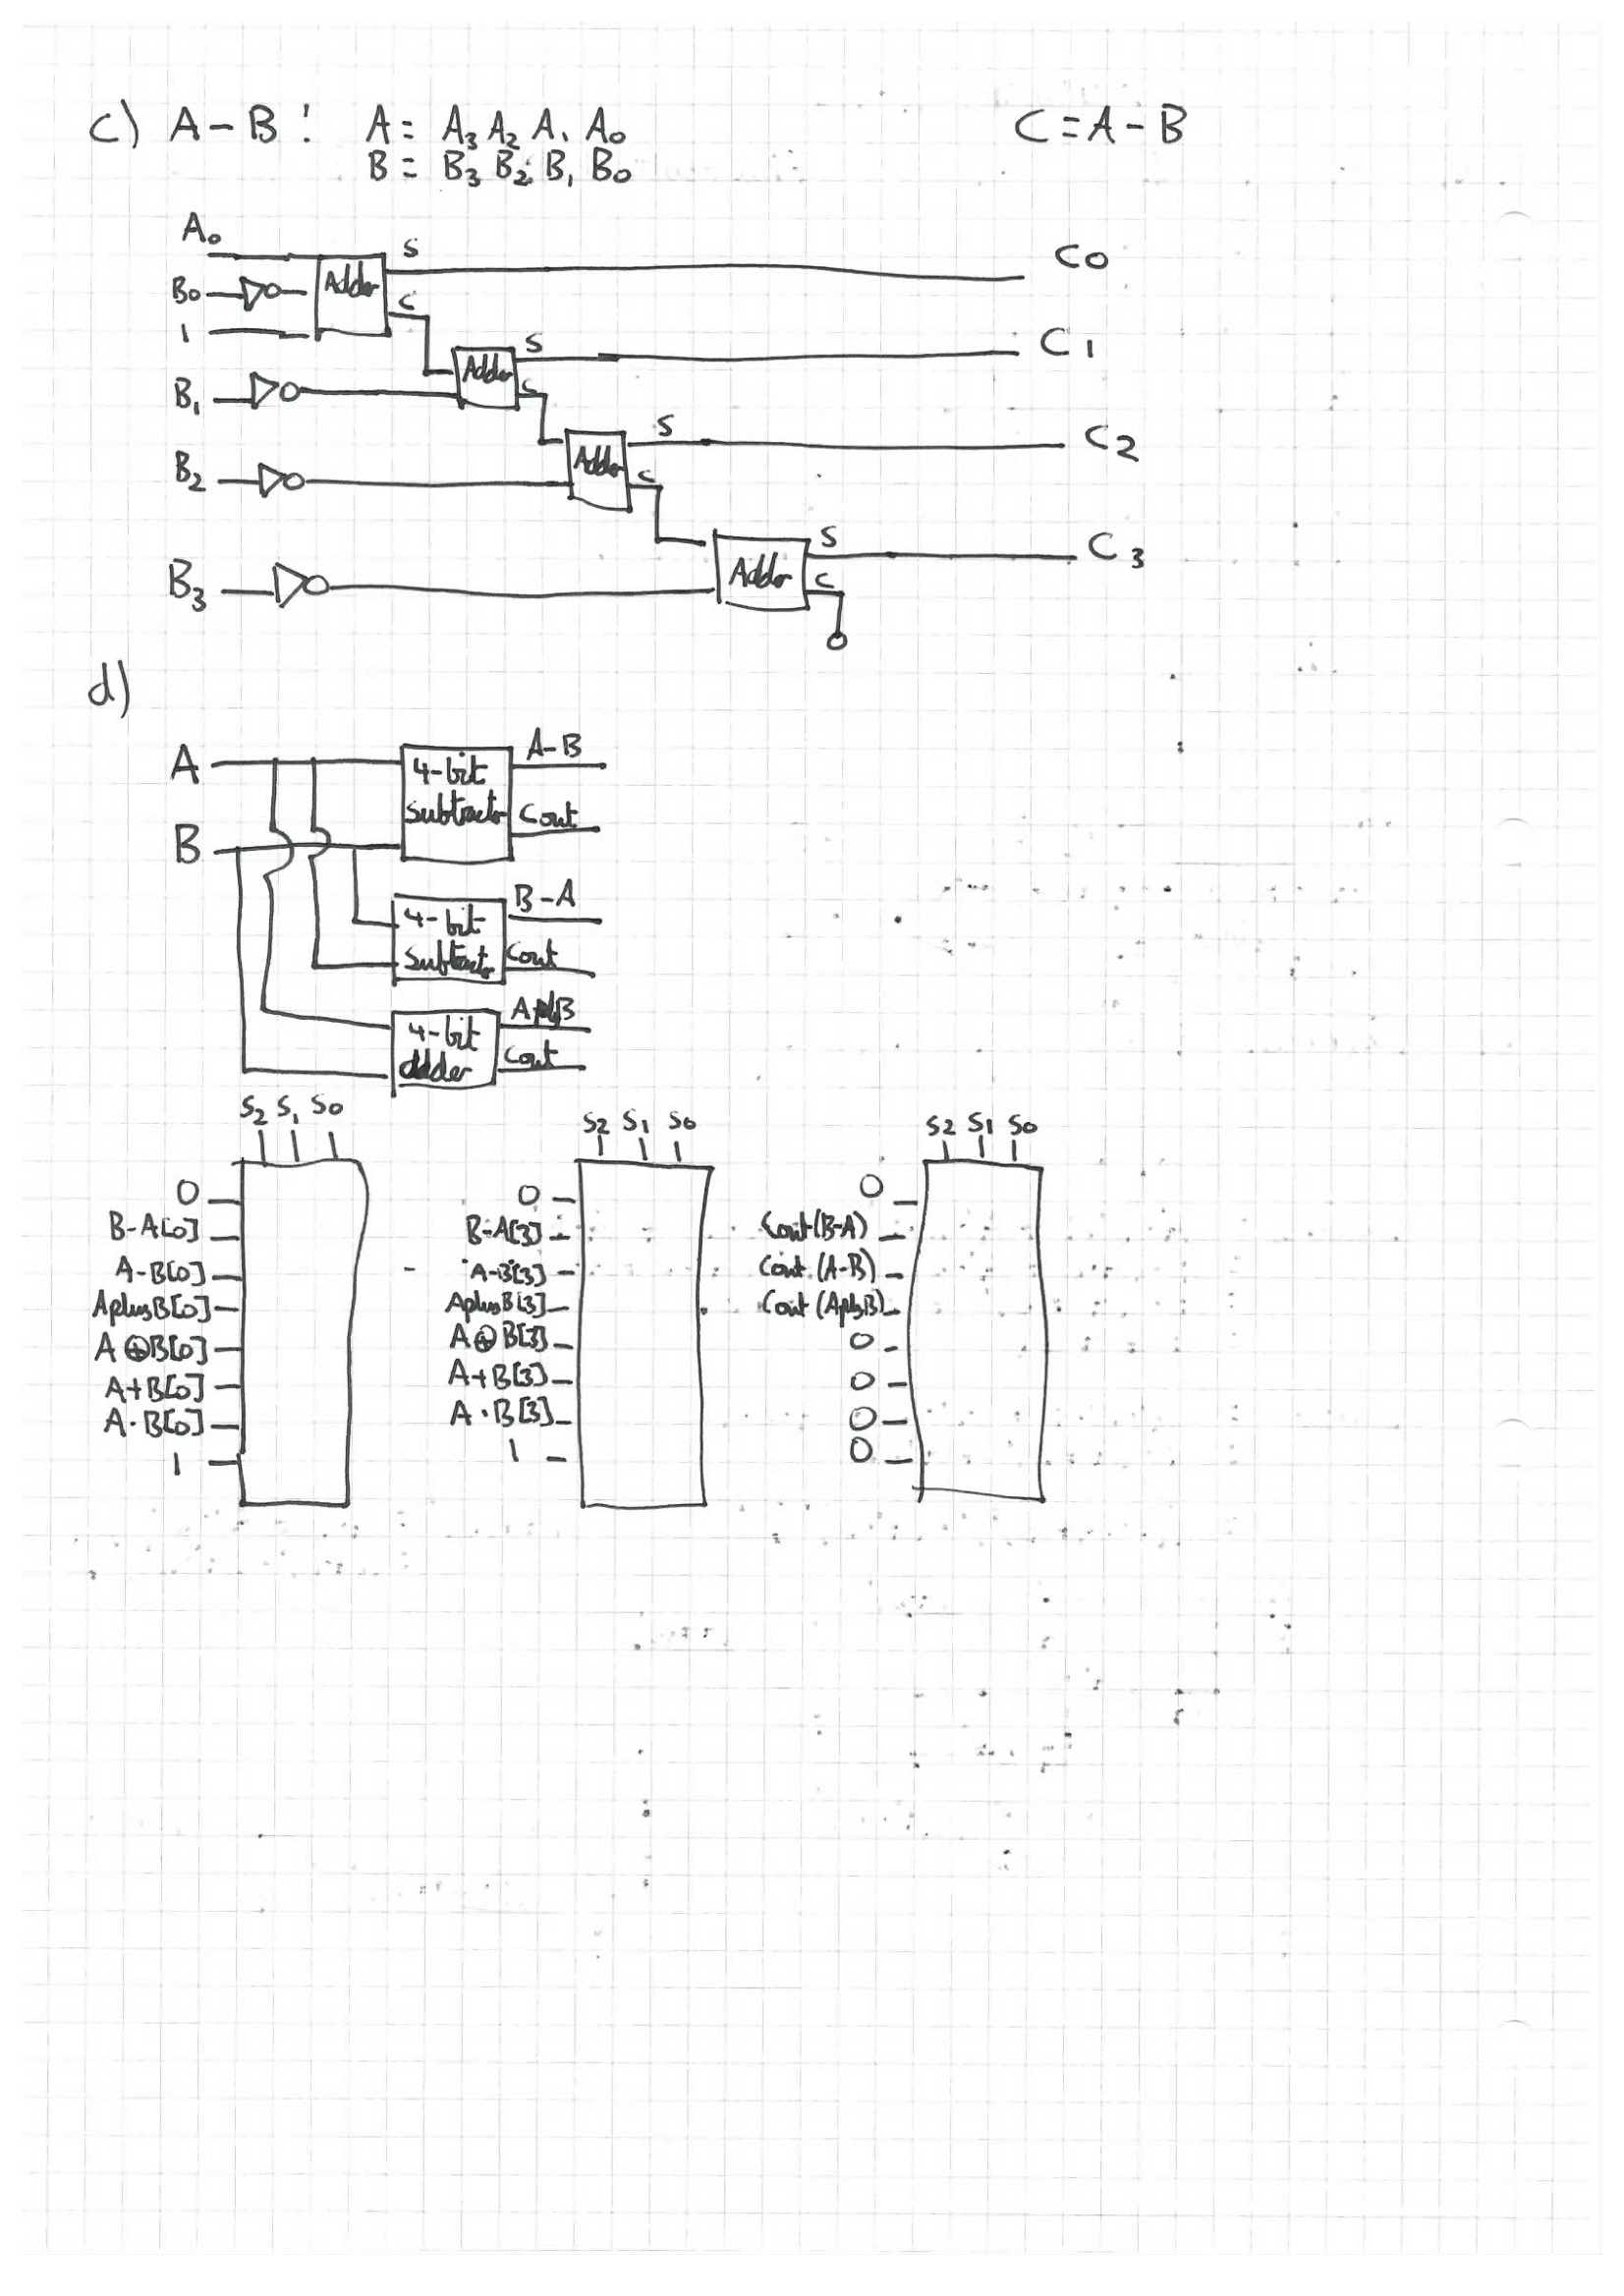 c) A-B: A= A₃ A₂ A₁ A₀ C=A-B
B= B₃ B₂ B₁ B₀
A₀
S C0
B0 Adder
C
1
S C1
Adder
B₁ C
S C2
Adder
B₂ C
S C3
Adder
B₃ C
d)
A 4-bit A-B
subtractor Cout
B
4-bit B-A
subtractor Cout
4-bit AplusB
adder Cout
S2 S1 S0 S2 S1 S0 S2 S1 S0
0 0 0
B-A[0] B-A[3] Cout(B-A)
A-B[0] A-B[3] Cout (A-B)
AplusB[0] AplusB[3] Cout (AplusB)
A⊕B[0] A⊕B[3] 0
A+B[0] A+B[3] 0
A·B[0] A·B[3] 0
1 1 0